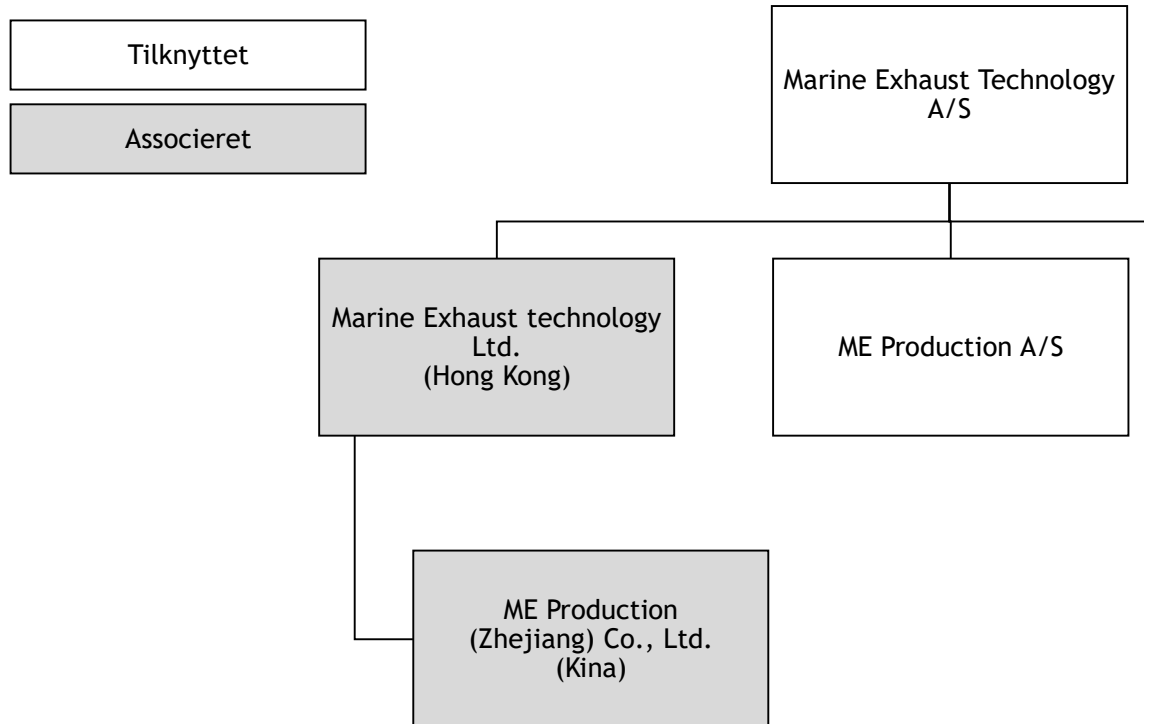 Tilknyttet
Associeret
Marine Exhaust Technology
A/S
Marine Exhaust technology
Ltd.
(Hong Kong)
ME Production A/S
ME Production
(Zhejiang) Co., Ltd.
(Kina)